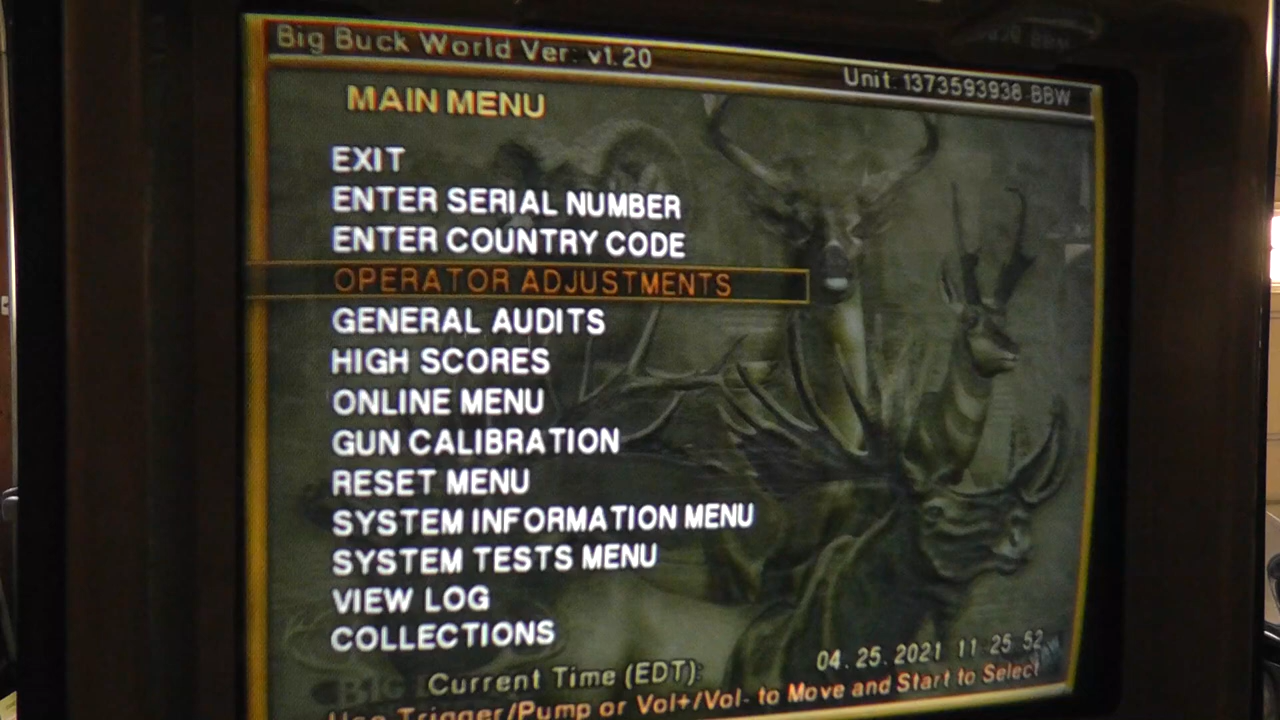 Big Buck World Ver: v1.20
Unit: 1373593938-BBW
MAIN MENU
EXIT
ENTER SERIAL NUMBER
ENTER COUNTRY CODE
OPERATOR ADJUSTMENTS
GENERAL AUDITS
HIGH SCORES
ONLINE MENU
GUN CALIBRATION
RESET MENU
SYSTEM INFORMATION MENU
SYSTEM TESTS MENU
VIEW LOG
COLLECTIONS
Current Time (EDT): 04.25.2021 11 25 52
Use Trigger/Pump or Vol+/Vol- to Move and Start to Select